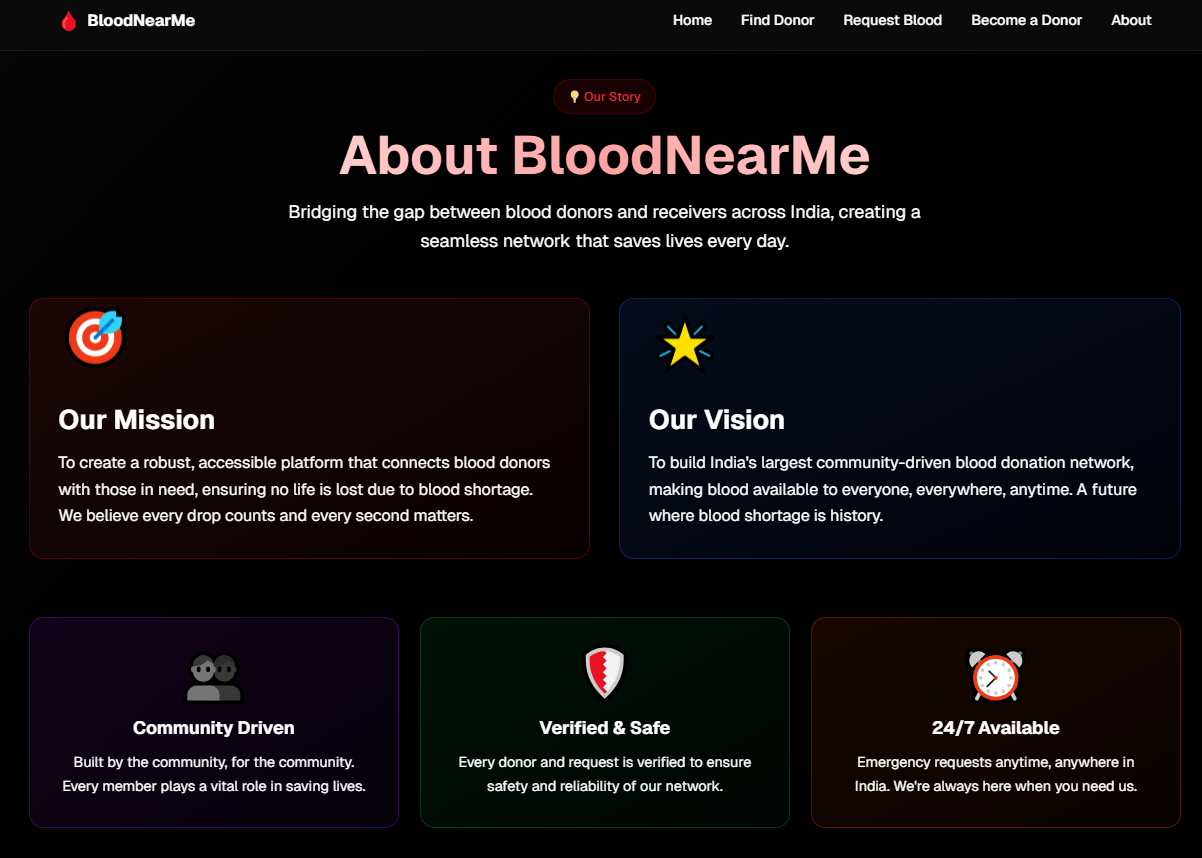 BloodNearMe
Home Find Donor Request Blood Become a Donor About
Our Story
About BloodNearMe
Bridging the gap between blood donors and receivers across India, creating a
seamless network that saves lives every day.
Our Mission
To create a robust, accessible platform that connects blood donors
with those in need, ensuring no life is lost due to blood shortage.
We believe every drop counts and every second matters.
Our Vision
To build India's largest community-driven blood donation network,
making blood available to everyone, everywhere, anytime. A future
where blood shortage is history.
Community Driven
Built by the community, for the community.
Every member plays a vital role in saving lives.
Verified & Safe
Every donor and request is verified to ensure
safety and reliability of our network.
24/7 Available
Emergency requests anytime, anywhere in
India. We're always here when you need us.